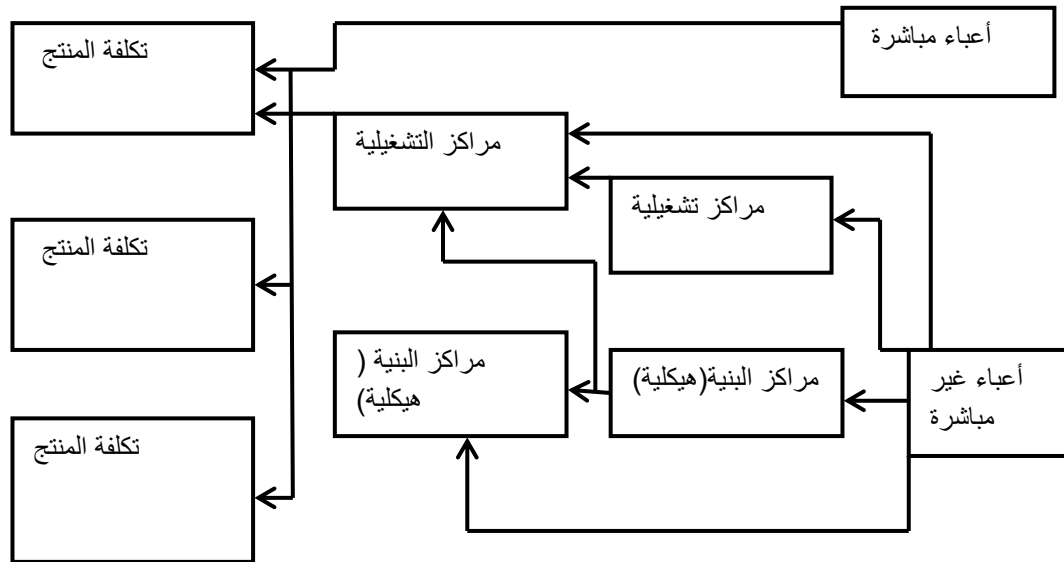 أعباء مباشرة
تكلفة المنتج
مراكز التشغيلية
مراكز تشغيلية
تكلفة المنتج
أعباء غير
مباشرة
مراكز البنية(هيكلية)
مراكز البنية (
هيكلية)
تكلفة المنتج